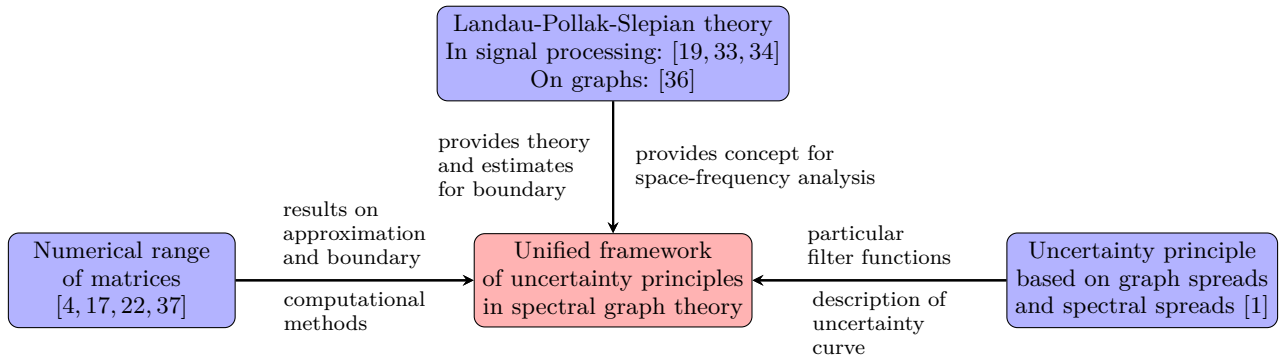 Landau-Pollak-Slepian theory
In signal processing: [19, 33, 34]
On graphs: [36]
provides theory
and estimates
for boundary
provides concept for
space-frequency analysis
results on
approximation
and boundary
computational
methods
Numerical range
of matrices
[4, 17, 22, 37]
Unified framework
of uncertainty principles
in spectral graph theory
particular
filter functions
description of
uncertainty
curve
Uncertainty principle
based on graph spreads
and spectral spreads [1]